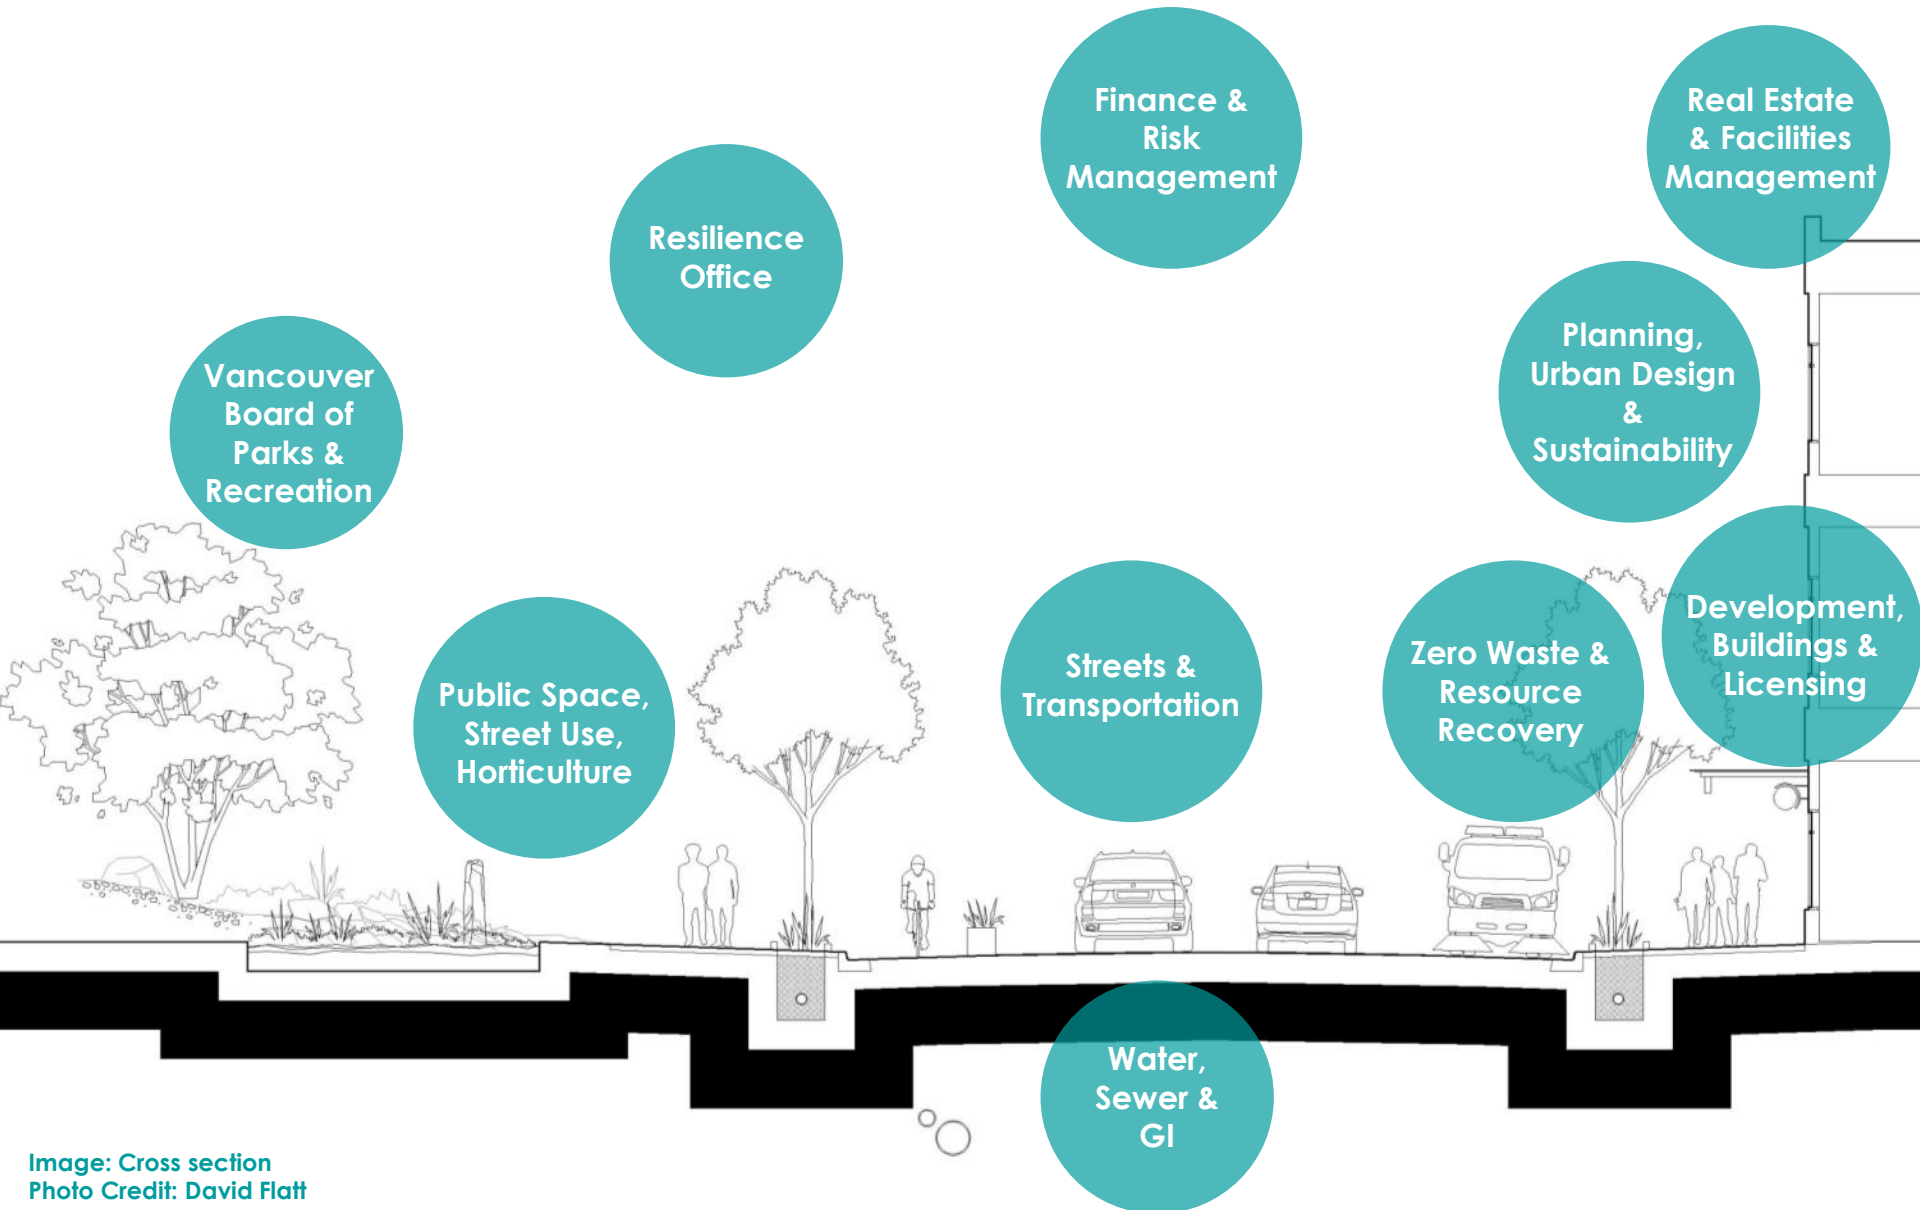 Finance &
Risk
Management
Real Estate
& Facilities
Management
Resilience
Office
Planning,
Urban Design
&
Sustainability
Vancouver
Board of
Parks &
Recreation
Development,
Buildings &
Licensing
Public Space,
Street Use,
Horticulture
Streets &
Transportation
Zero Waste &
Resource
Recovery
Water,
Sewer &
GI
Image: Cross section
Photo Credit: David Flatt